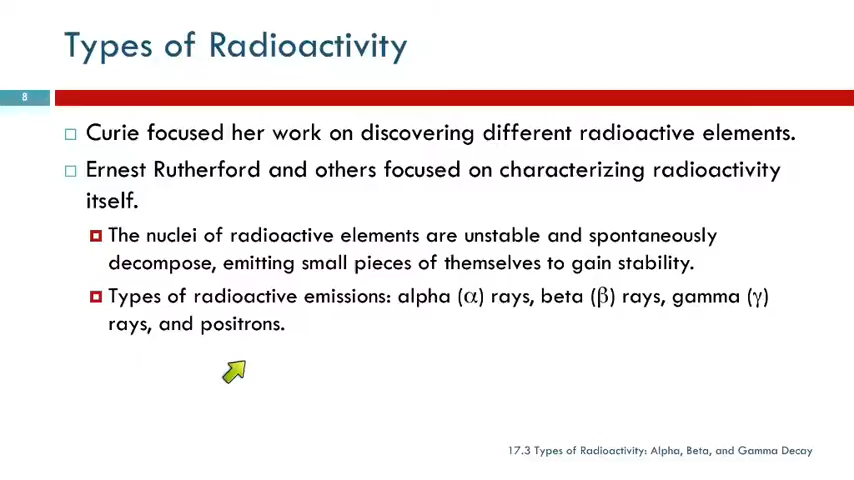 Types of Radioactivity
8
Curie focused her work on discovering different radioactive elements.
Ernest Rutherford and others focused on characterizing radioactivity
itself.
The nuclei of radioactive elements are unstable and spontaneously
decompose, emitting small pieces of themselves to gain stability.
Types of radioactive emissions: alpha (α) rays, beta (β) rays, gamma (γ)
rays, and positrons.
17.3 Types of Radioactivity: Alpha, Beta, and Gamma Decay